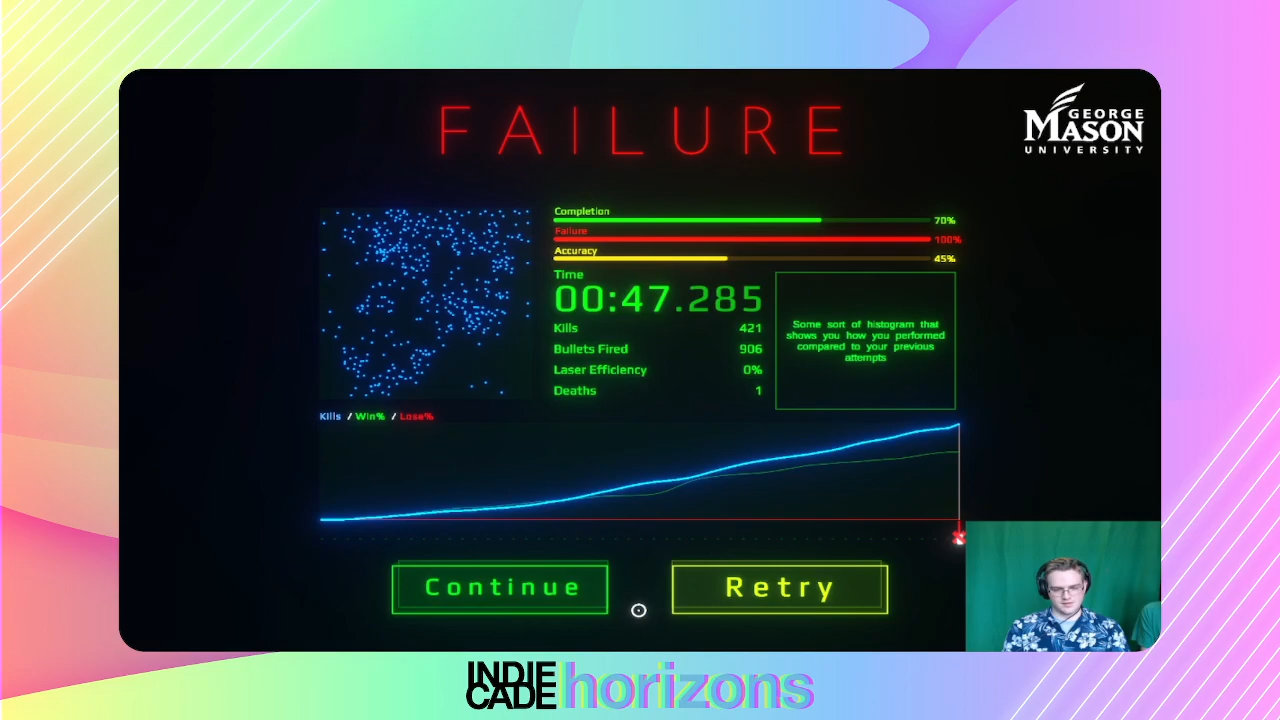 FAILURE
GEORGE
MASON
UNIVERSITY
Completion
70%
Failure
100%
Accuracy
45%
Time
00:47.285
Kills 421
Bullets Fired 906
Laser Efficiency 0%
Deaths 1
Some sort of histogram that
shows you how you performed
compared to your previous
attempts
Kills / Win% / Lose%
Continue
Retry
INDIE
CADE
horizons